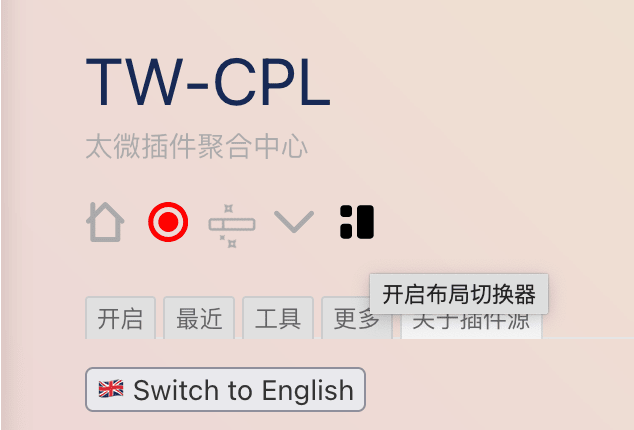 TW-CPL
太微插件聚合中心
开启布局切换器
开启 最近 工具 更多 关于插件源
Switch to English